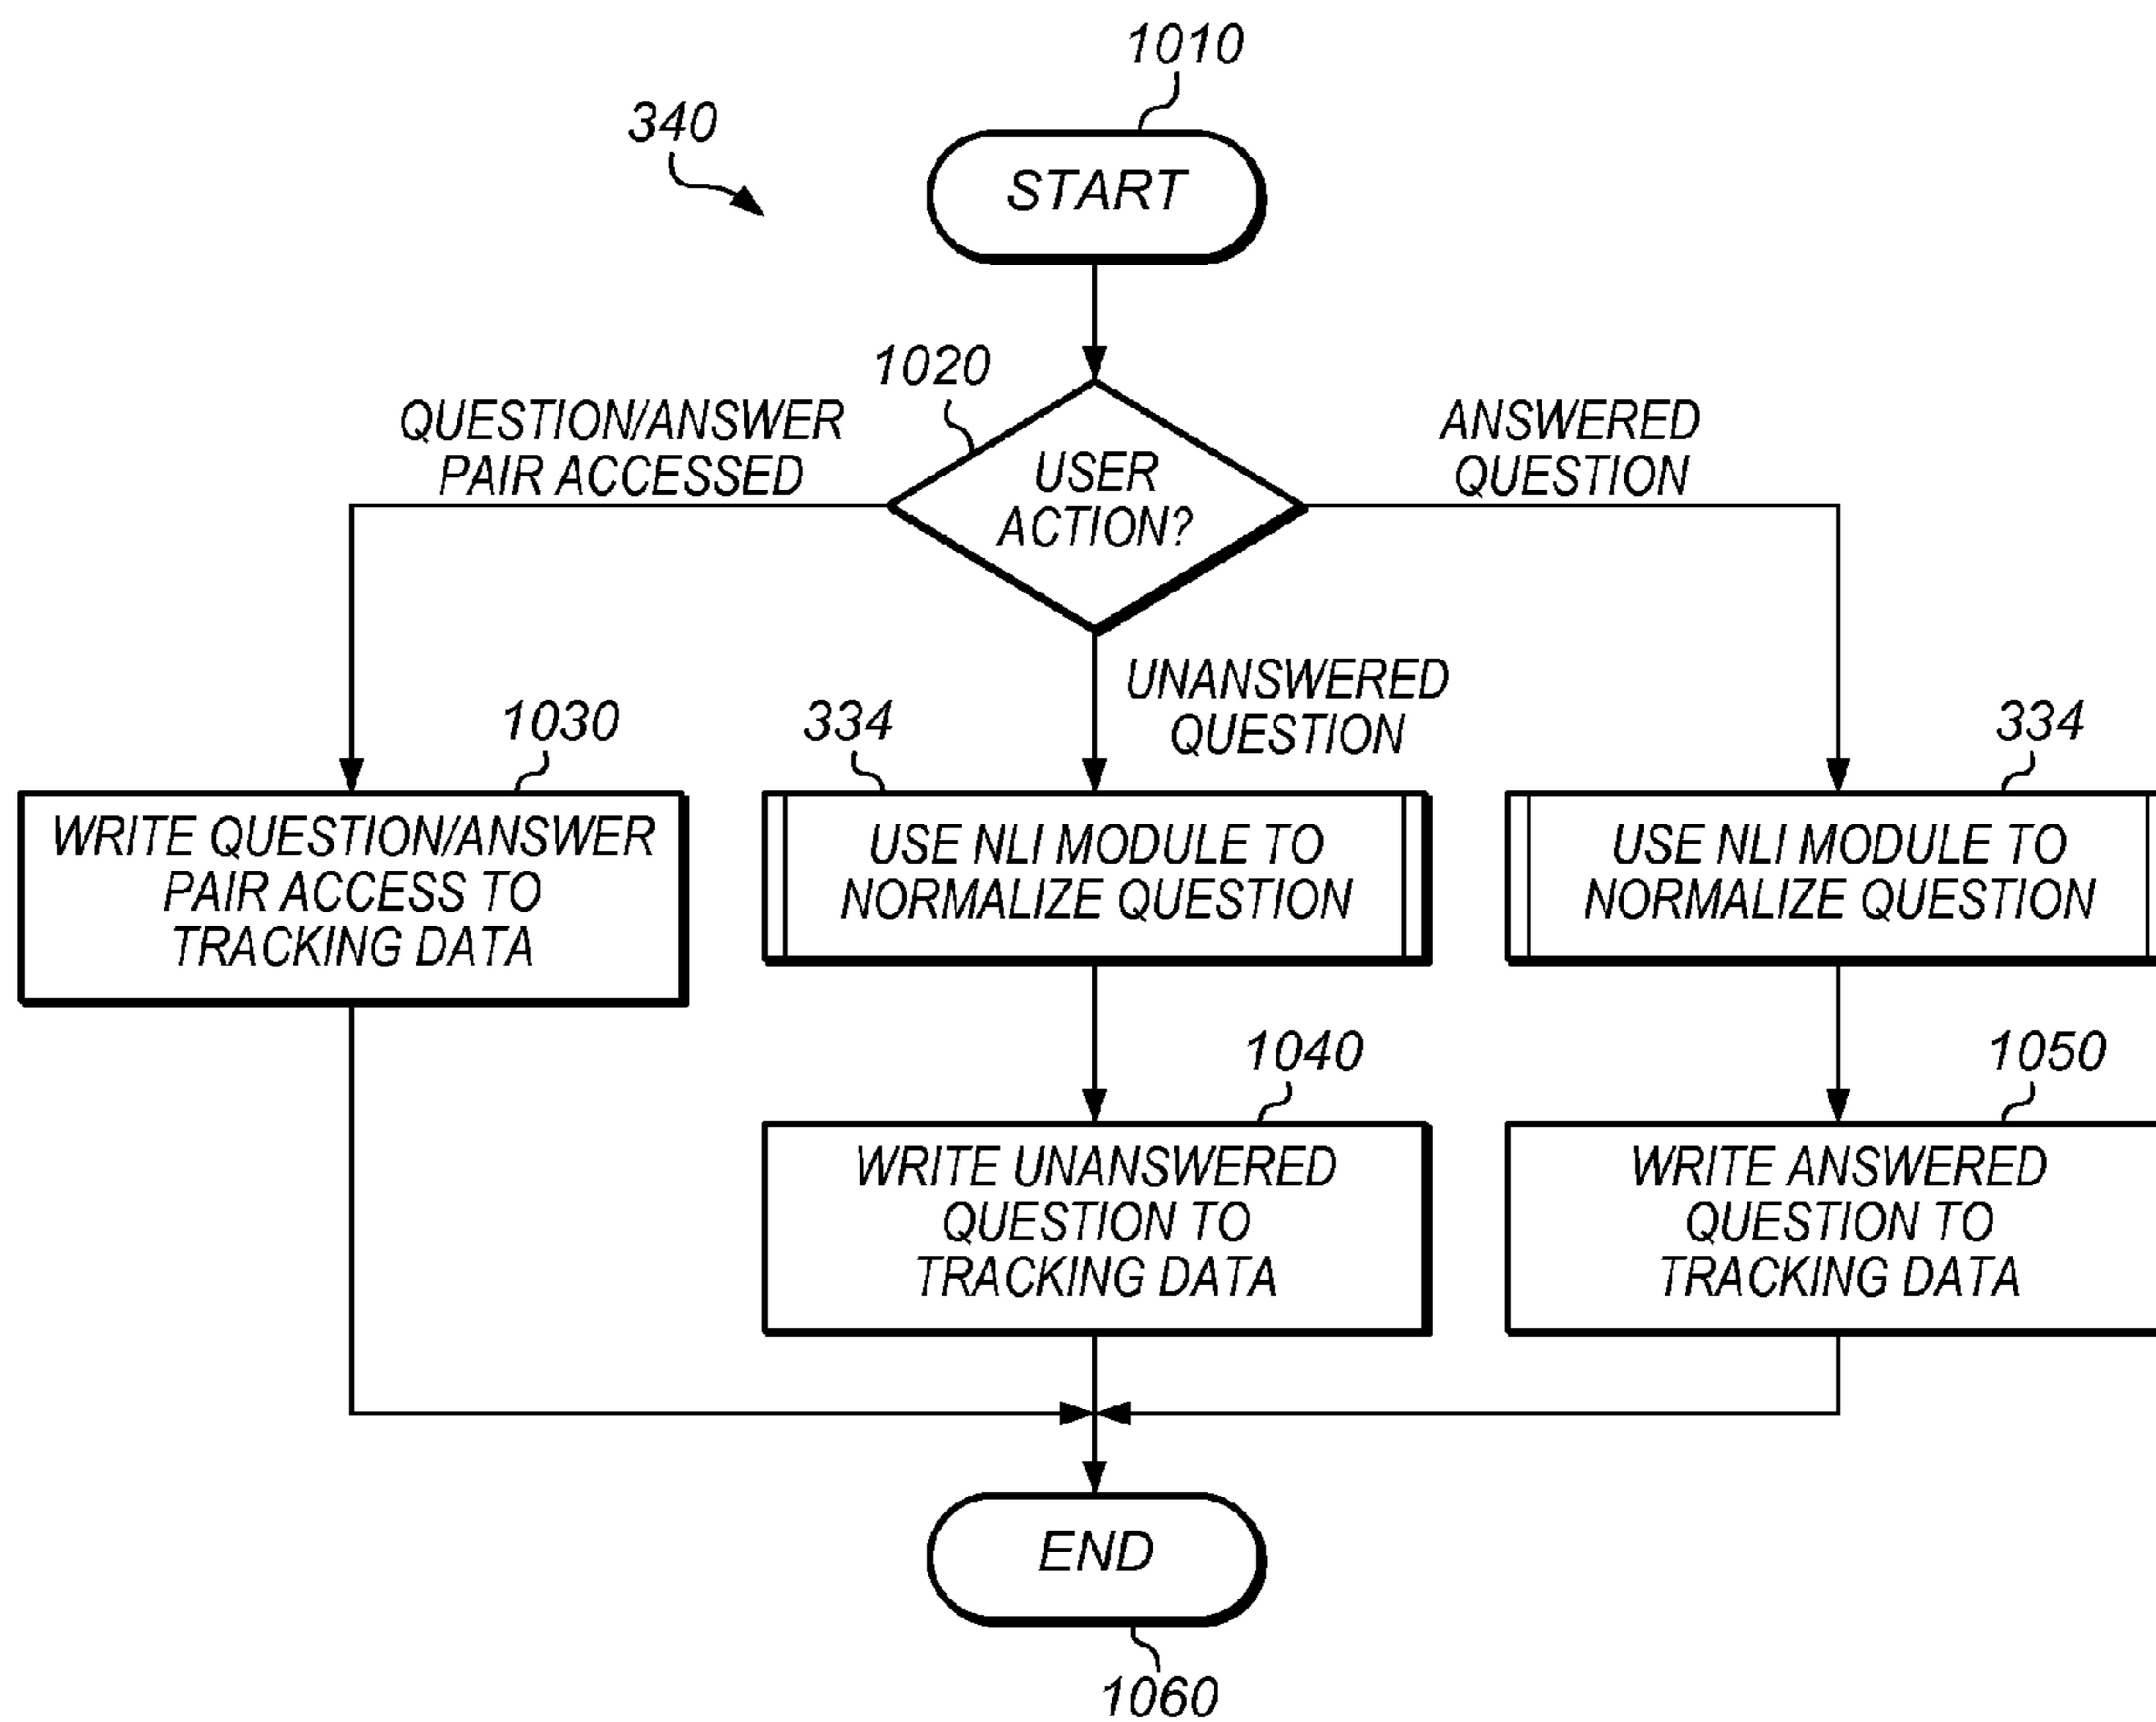 1010
340
START
1020
QUESTION/ANSWER
PAIR ACCESSED
USER
ACTION?
ANSWERED
QUESTION
UNANSWERED
QUESTION
1030
WRITE QUESTION/ANSWER
PAIR ACCESS TO
TRACKING DATA
334
USE NLI MODULE TO
NORMALIZE QUESTION
334
USE NLI MODULE TO
NORMALIZE QUESTION
1040
WRITE UNANSWERED
QUESTION TO
TRACKING DATA
1050
WRITE ANSWERED
QUESTION TO
TRACKING DATA
END
1060